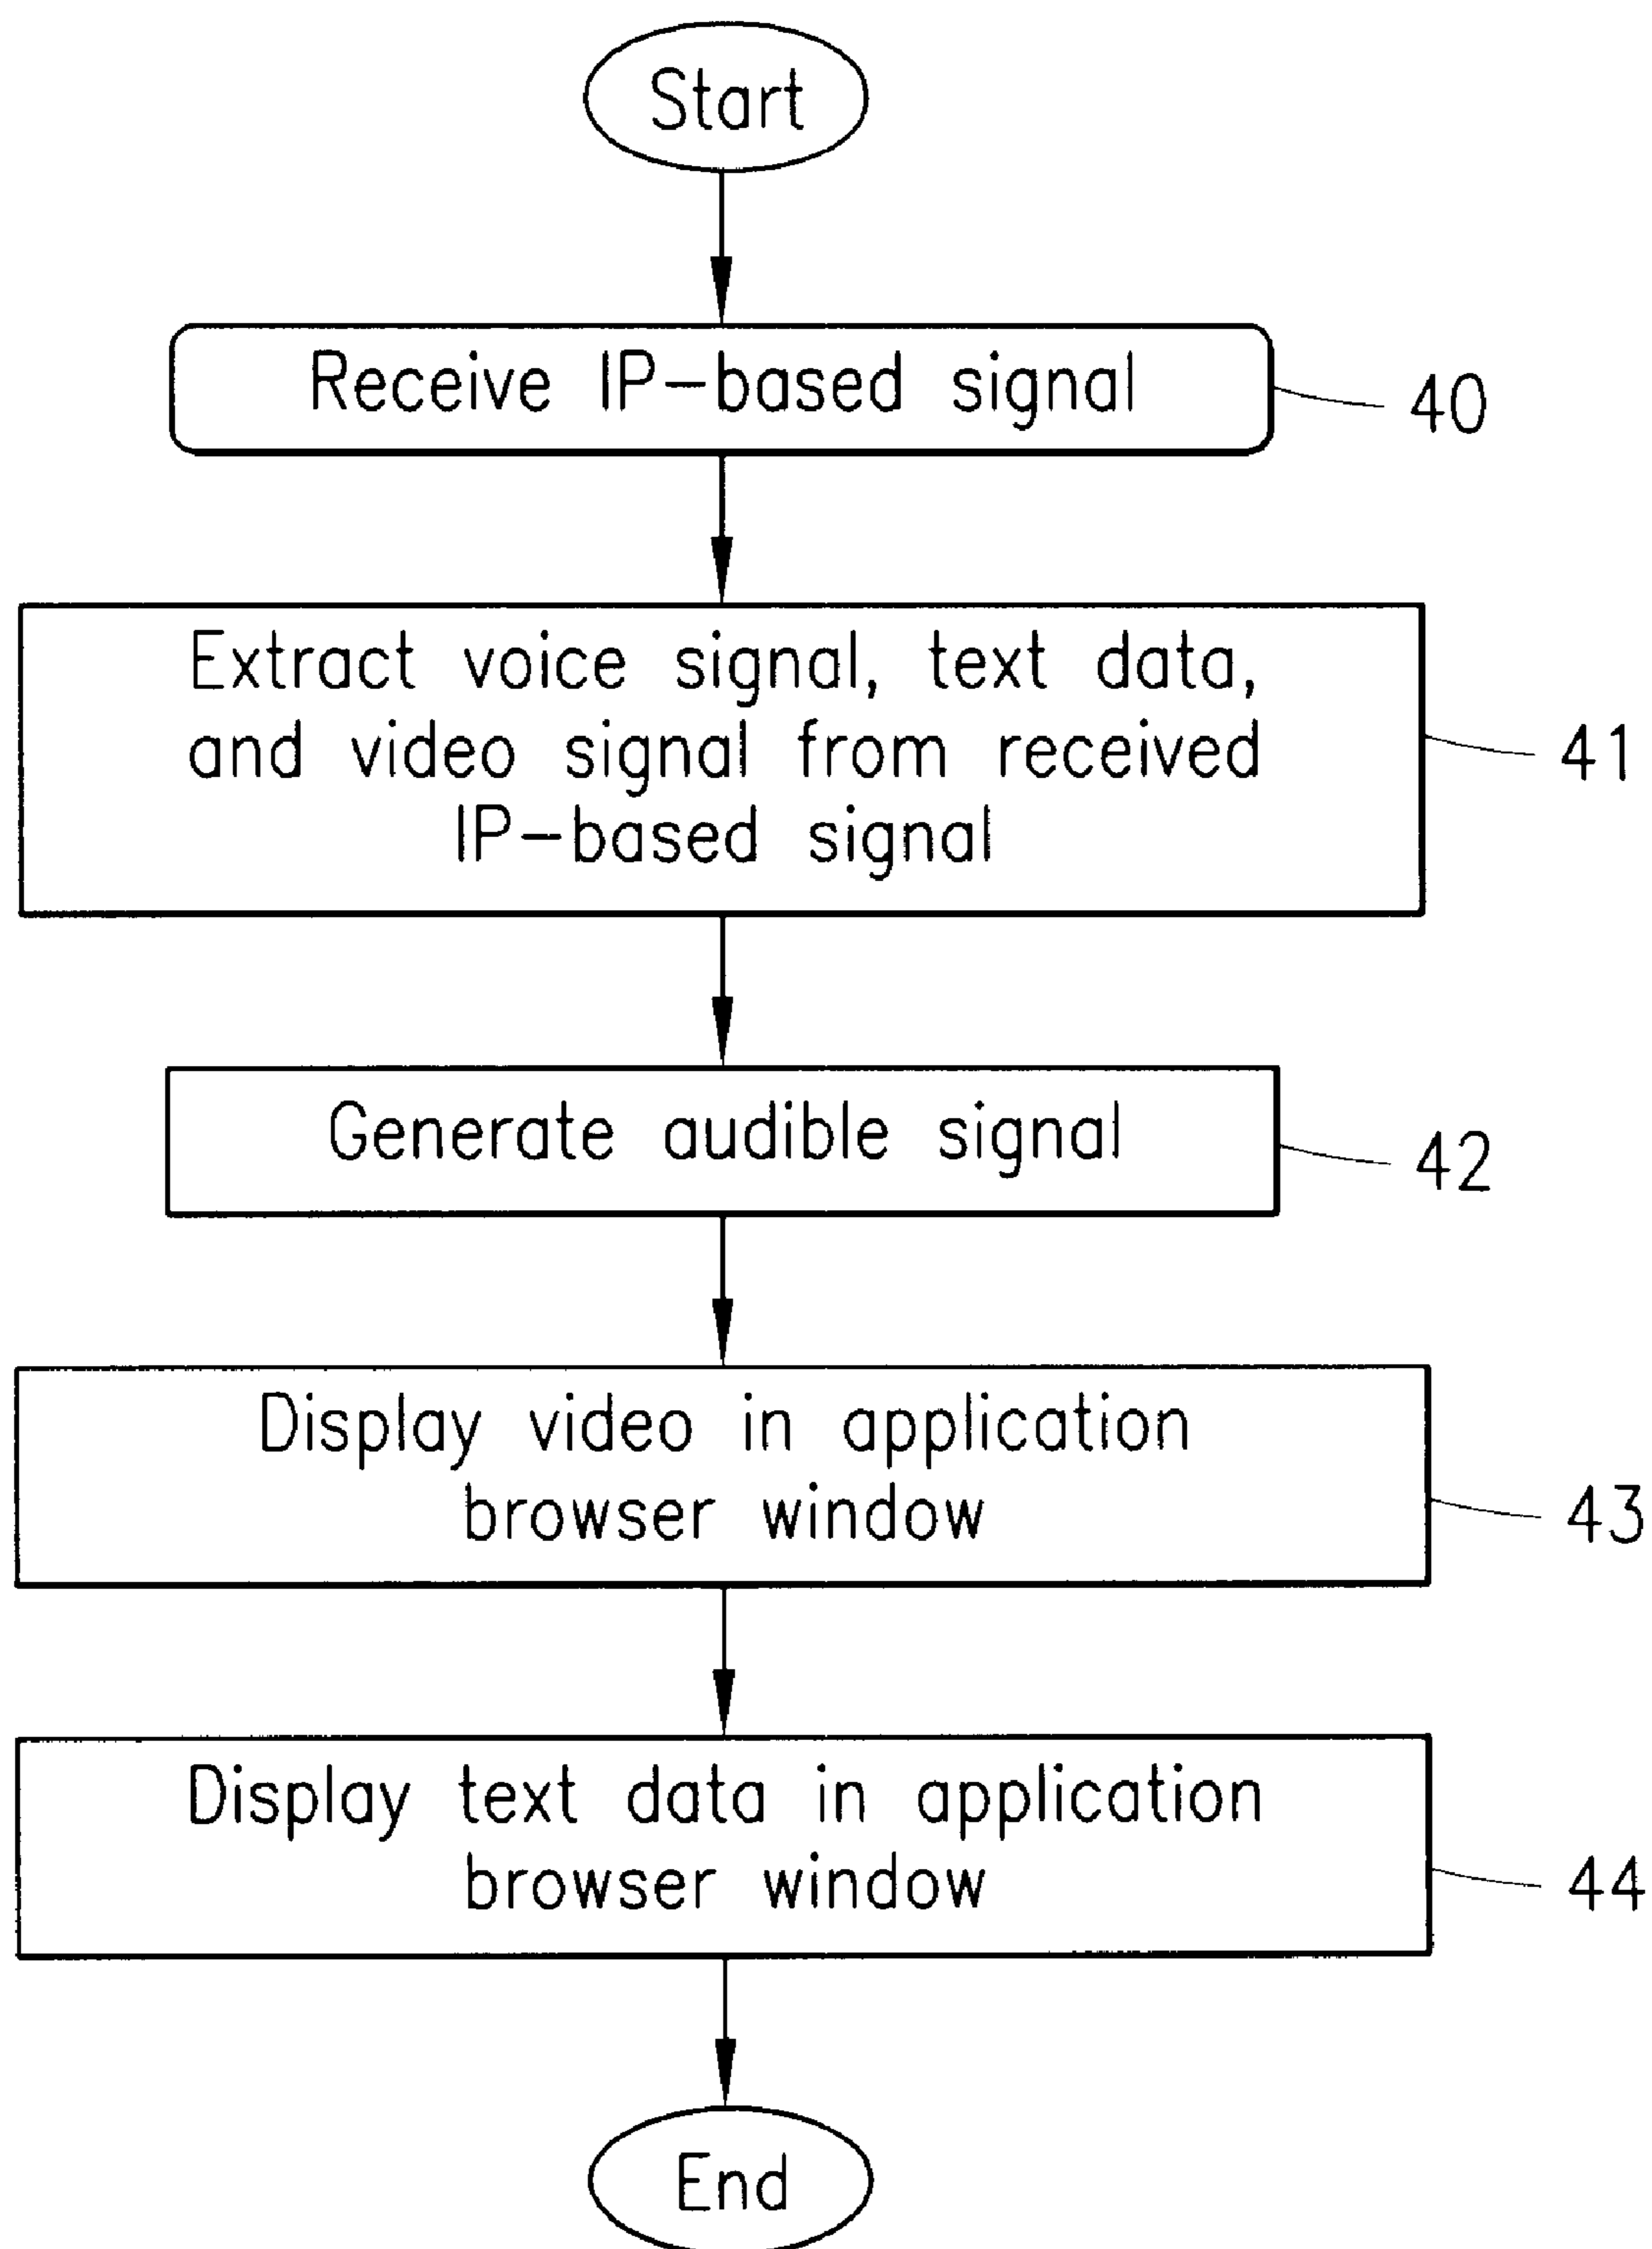 Start
Receive IP-based signal
40
Extract voice signal, text data,
and video signal from received
IP-based signal
41
Generate audible signal
42
Display video in application
browser window
43
Display text data in application
browser window
44
End